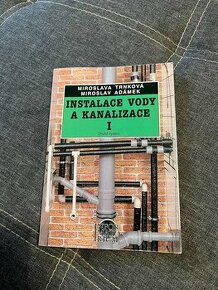 MIROSLAVA TRNKOVÁ
MIROSLAV ADÁMEK
INSTALACE VODY
A KANALIZACE
I